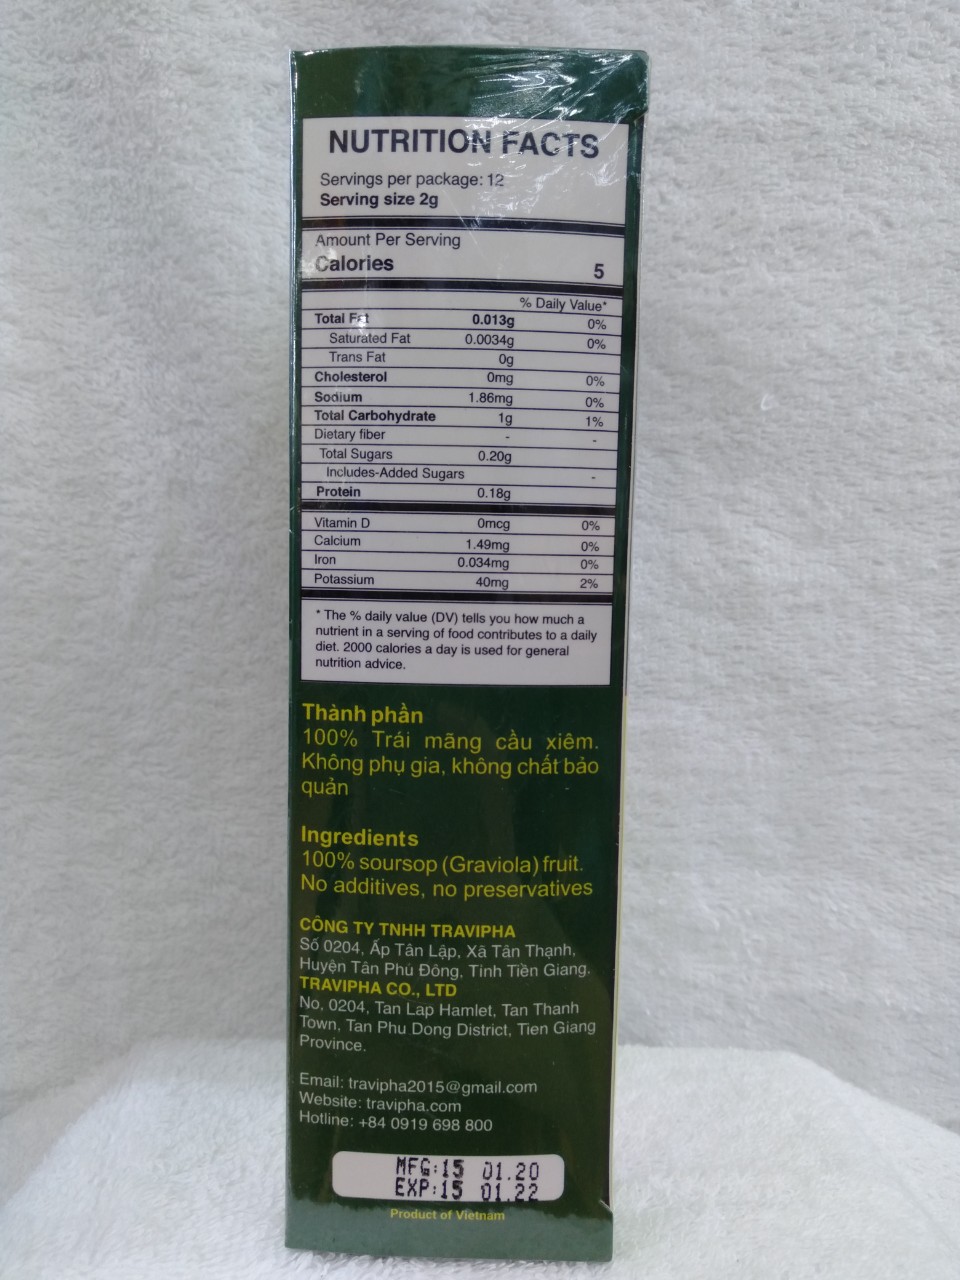 NUTRITION FACTS
Servings per package: 12
Serving size 2g
Amount Per Serving
Calories 5
% Daily Value*
Total Fat 0.013g 0%
Saturated Fat 0.0034g 0%
Trans Fat 0g
Cholesterol 0mg 0%
Sodium 1.86mg 0%
Total Carbohydrate 1g 1%
Dietary fiber - -
Total Sugars 0.20g
Includes-Added Sugars -
Protein 0.18g
Vitamin D 0mcg 0%
Calcium 1.49mg 0%
Iron 0.034mg 0%
Potassium 40mg 2%
* The % daily value (DV) tells you how much a
nutrient in a serving of food contributes to a daily
diet. 2000 calories a day is used for general
nutrition advice.
Thành phần
100% Trái mãng cầu xiêm.
Không phụ gia, không chất bảo
quản
Ingredients
100% soursop (Graviola) fruit.
No additives, no preservatives
CÔNG TY TNHH TRAVIPHA
Số 0204, Ấp Tân Lập, Xã Tân Thạnh,
Huyện Tân Phú Đông, Tỉnh Tiền Giang.
TRAVIPHA CO., LTD
No, 0204, Tan Lap Hamlet, Tan Thanh
Town, Tan Phu Dong District, Tien Giang
Province.
Email: travipha2015@gmail.com
Website: travipha.com
Hotline: +84 0919 698 800
MFG:15 01.20
EXP:15 01.22
Product of Vietnam